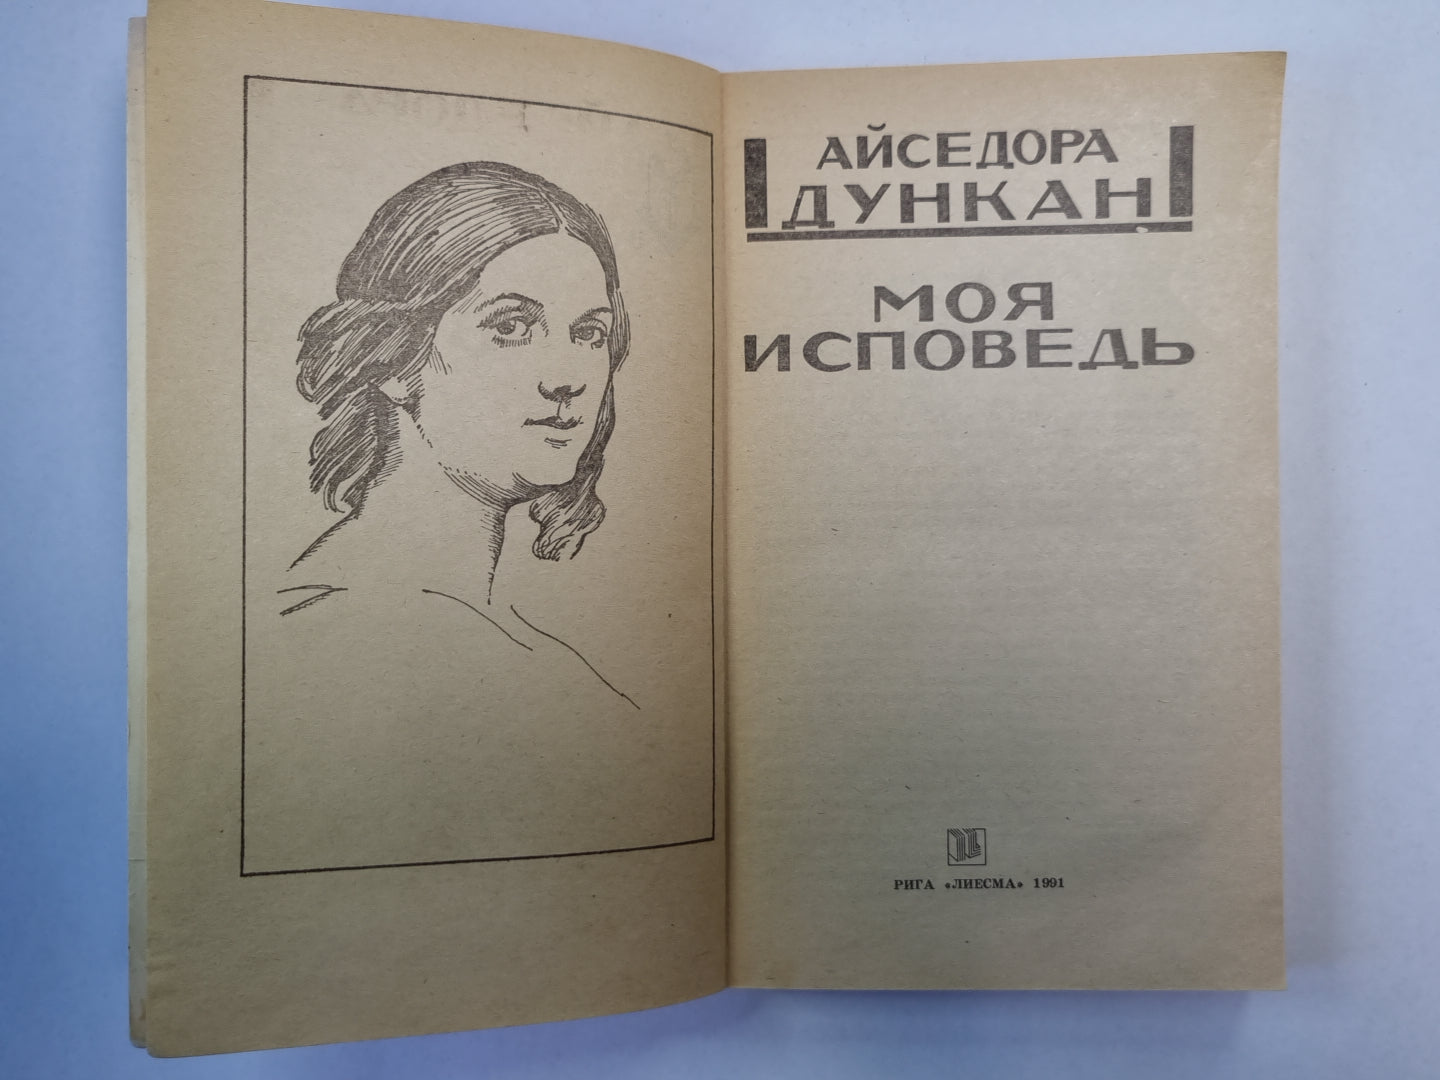 АЙСЕДОРА
ДУНКАН
МОЯ
ИСПОВЕДЬ
РИГА «ЛИЕСМА» 1991